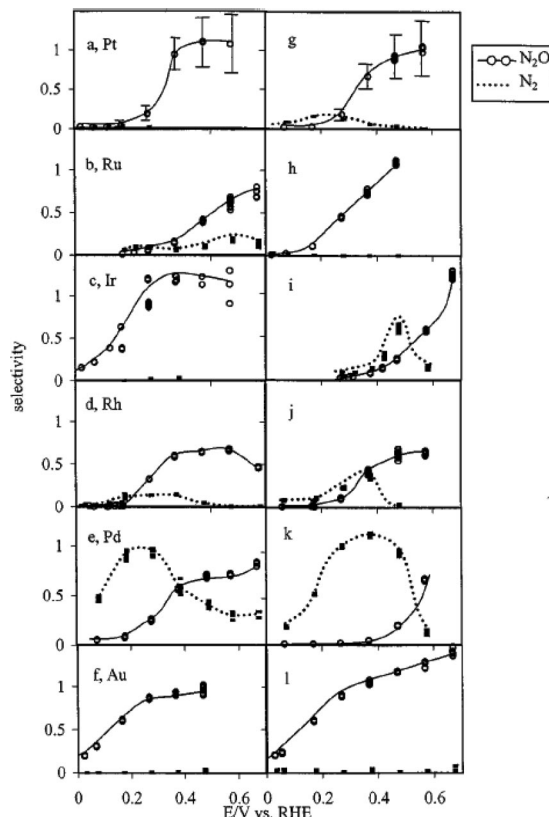 a, Pt
g
N₂O
N₂
1
0.5
0
b, Ru
h
1
0.5
0
c, Ir
i
1
0.5
0
selectivity
d, Rh
j
1
0.5
0
e, Pd
k
1
0.5
0
f, Au
l
1
0.5
0
0 0.2 0.4 0.6 0 0.2 0.4 0.6
E/V vs. RHE